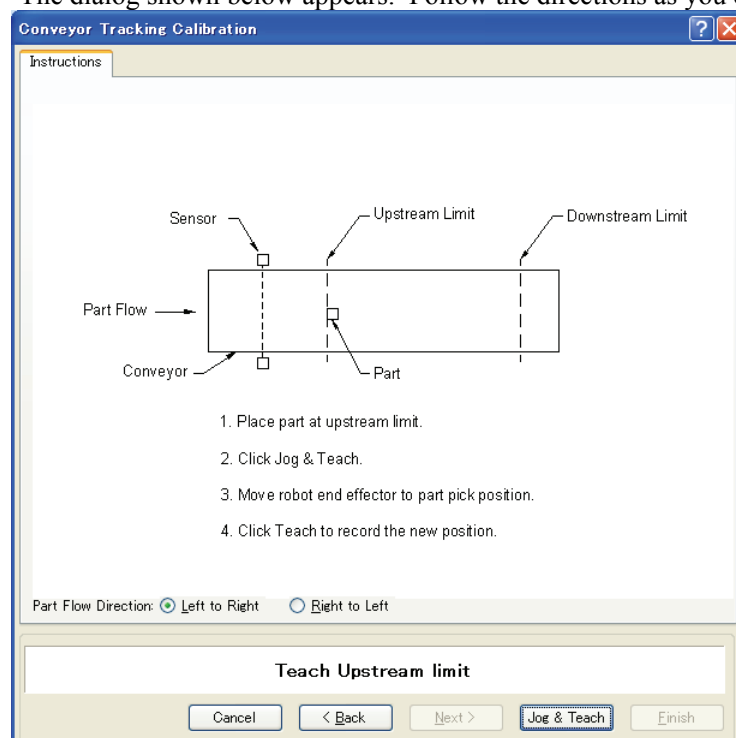 The dialog shown below appears. Follow the directions as you
Conveyor Tracking Calibration
Instructions
Sensor
Upstream Limit
Downstream Limit
Part Flow
Conveyor
Part
1. Place part at upstream limit.
2. Click Jog & Teach.
3. Move robot end effector to part pick position.
4. Click Teach to record the new position.
Part Flow Direction: Left to Right Right to Left
Teach Upstream limit
Cancel < Back Next > Jog & Teach Finish